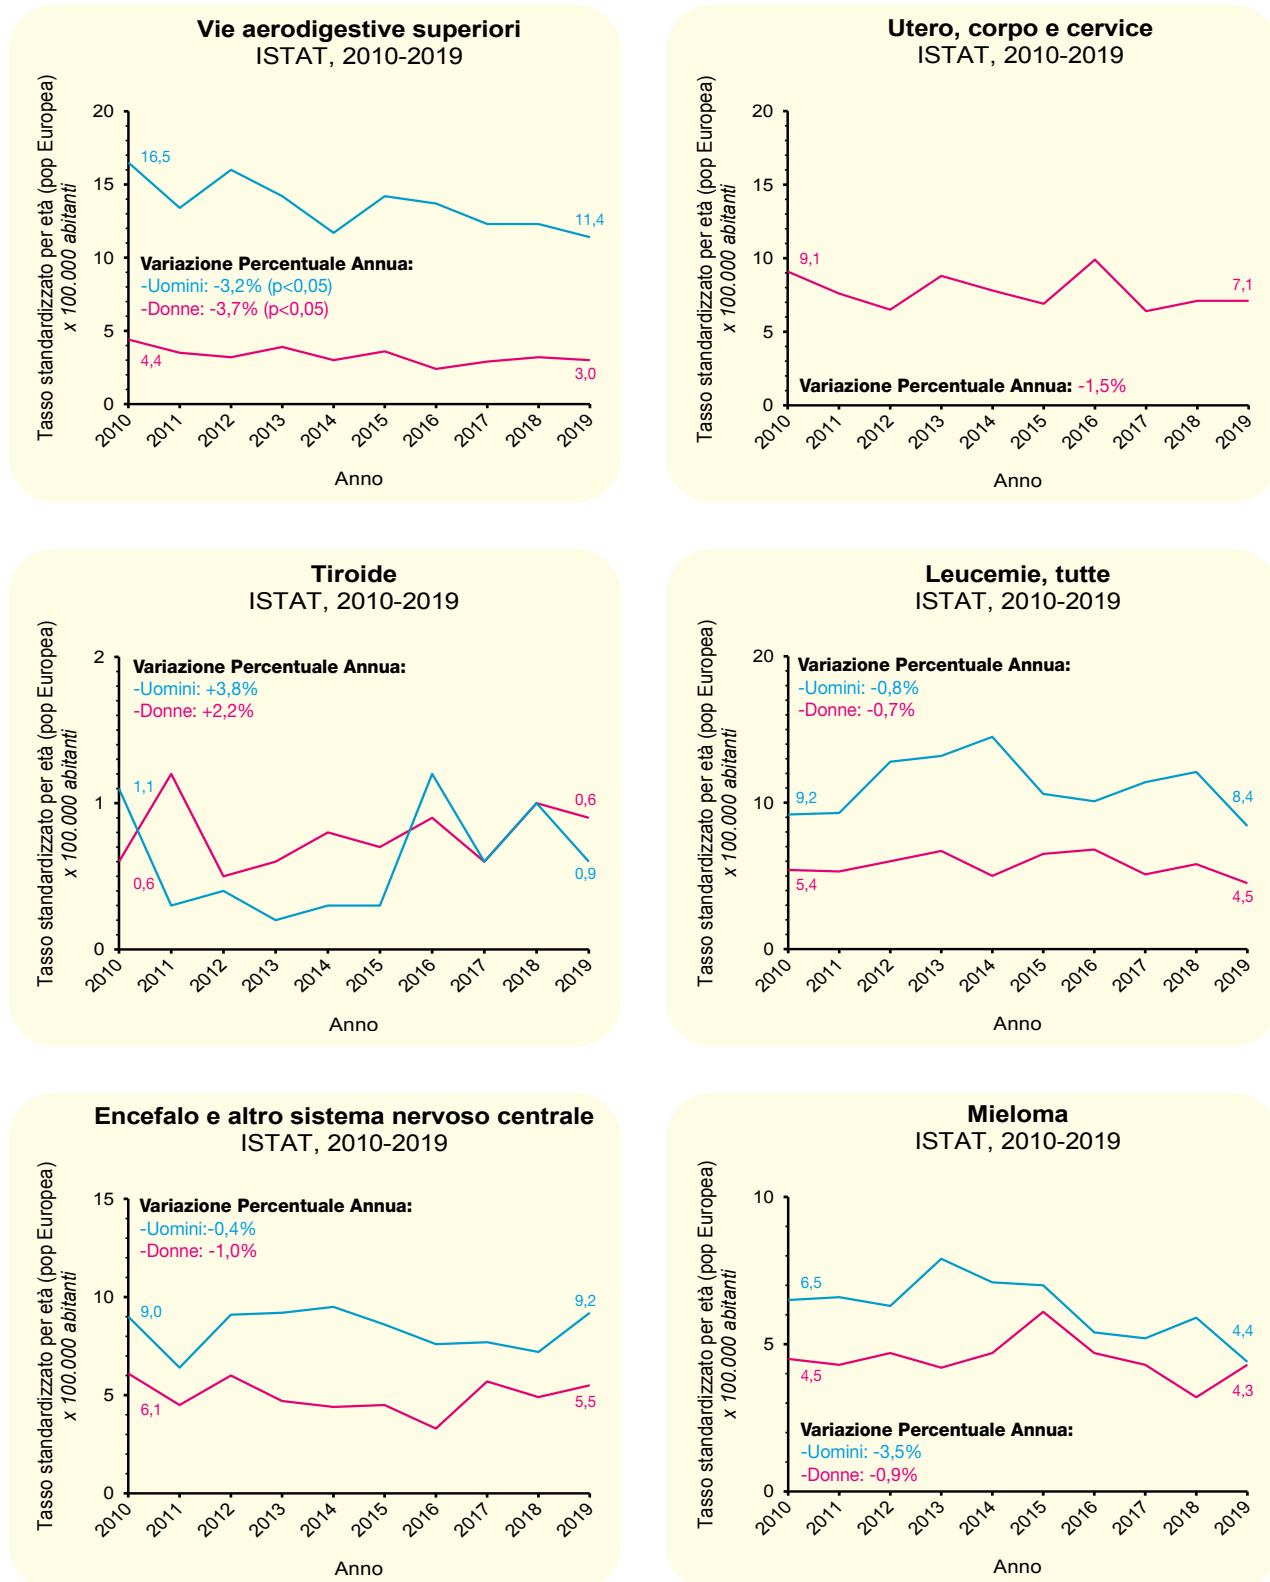 Vie aerodigestive superiori
ISTAT, 2010-2019
Tasso standardizzato per età (pop Europea)
x 100.000 abitanti
20
15
10
5
0
16,5
11,4
Variazione Percentuale Annua:
-Uomini: -3,2% (p<0,05)
-Donne: -3,7% (p<0,05)
4,4
3,0
2010
2011
2012
2013
2014
2015
2016
2017
2018
2019
Anno
Utero, corpo e cervice
ISTAT, 2010-2019
Tasso standardizzato per età (pop Europea)
x 100.000 abitanti
20
15
10
5
0
9,1
7,1
Variazione Percentuale Annua: -1,5%
2010
2011
2012
2013
2014
2015
2016
2017
2018
2019
Anno
Tiroide
ISTAT, 2010-2019
Tasso standardizzato per età (pop Europea)
x 100.000 abitanti
2
1
0
Variazione Percentuale Annua:
-Uomini: +3,8%
-Donne: +2,2%
1,1
0,6
0,6
0,9
2010
2011
2012
2013
2014
2015
2016
2017
2018
2019
Anno
Leucemie, tutte
ISTAT, 2010-2019
Tasso standardizzato per età (pop Europea)
x 100.000 abitanti
20
10
0
Variazione Percentuale Annua:
-Uomini: -0,8%
-Donne: -0,7%
9,2
8,4
5,4
4,5
2010
2011
2012
2013
2014
2015
2016
2017
2018
2019
Anno
Encefalo e altro sistema nervoso centrale
ISTAT, 2010-2019
Tasso standardizzato per età (pop Europea)
x 100.000 abitanti
15
10
5
0
Variazione Percentuale Annua:
-Uomini:-0,4%
-Donne: -1,0%
9,0
9,2
6,1
5,5
2010
2011
2012
2013
2014
2015
2016
2017
2018
2019
Anno
Mieloma
ISTAT, 2010-2019
Tasso standardizzato per età (pop Europea)
x 100.000 abitanti
10
5
0
6,5
4,4
4,5
4,3
Variazione Percentuale Annua:
-Uomini: -3,5%
-Donne: -0,9%
2010
2011
2012
2013
2014
2015
2016
2017
2018
2019
Anno